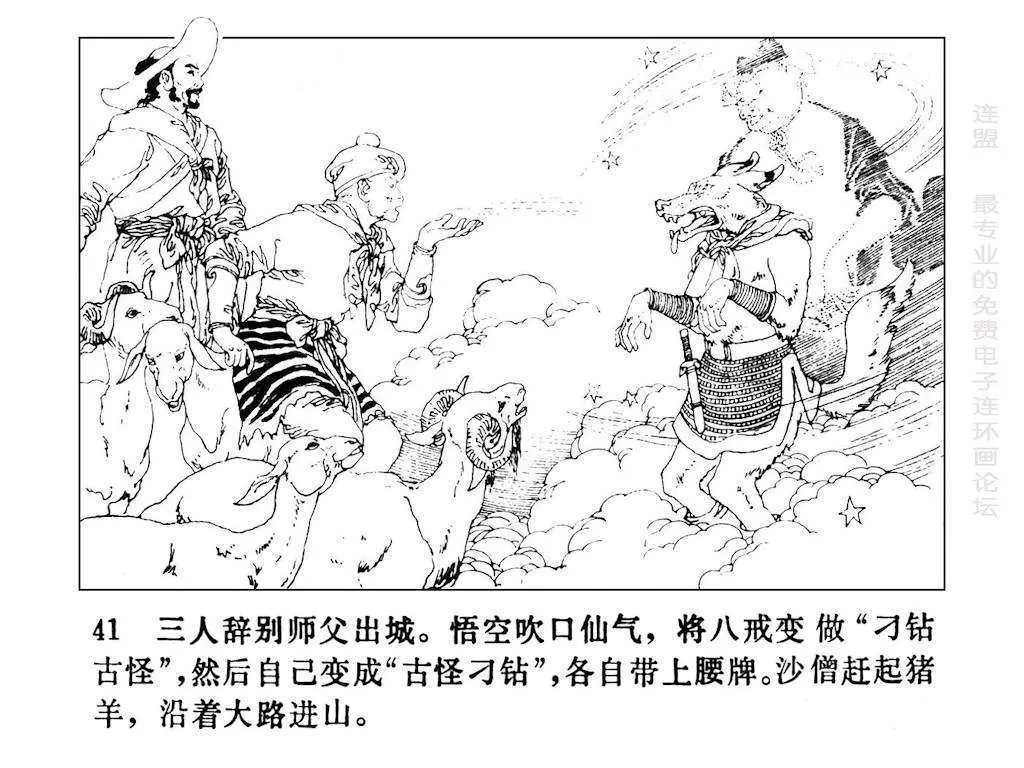 41 三人辞别师父出城。悟空吹口仙气，将八戒变做“刁钻
古怪”，然后自己变成“古怪刁钻”，各自带上腰牌。沙僧赶起猪
羊，沿着大路进山。
连盟 最专业的免费电子连环画论坛